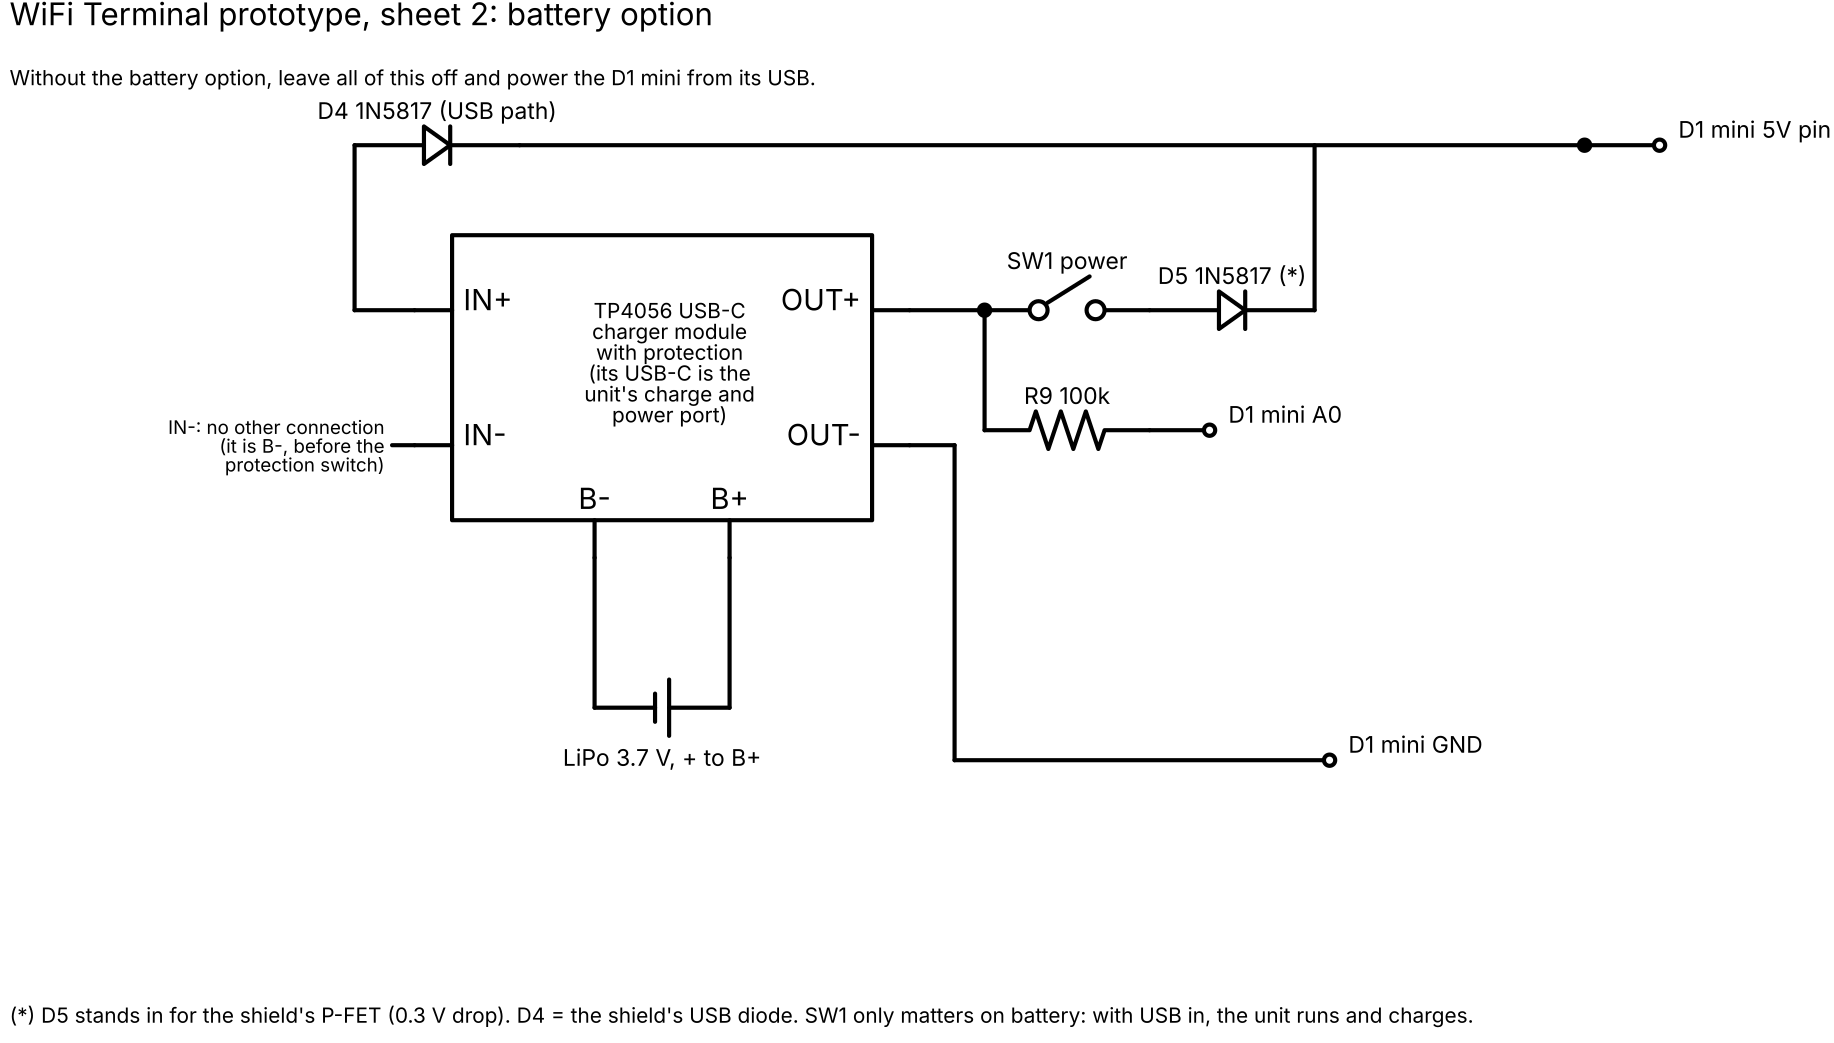 WiFi Terminal prototype, sheet 2: battery option
Without the battery option, leave all of this off and power the D1 mini from its USB.
D4 1N5817 (USB path)
D1 mini 5V pin
SW1 power
D5 1N5817 (*)
IN+
OUT+
TP4056 USB-C
charger module
with protection
(its USB-C is the
unit's charge and
power port)
R9 100k
D1 mini A0
IN-: no other connection
(it is B-, before the
protection switch)
IN-
OUT-
B-
B+
LiPo 3.7 V, + to B+
D1 mini GND
(*) D5 stands in for the shield's P-FET (0.3 V drop). D4 = the shield's USB diode. SW1 only matters on battery: with USB in, the unit runs and charges.